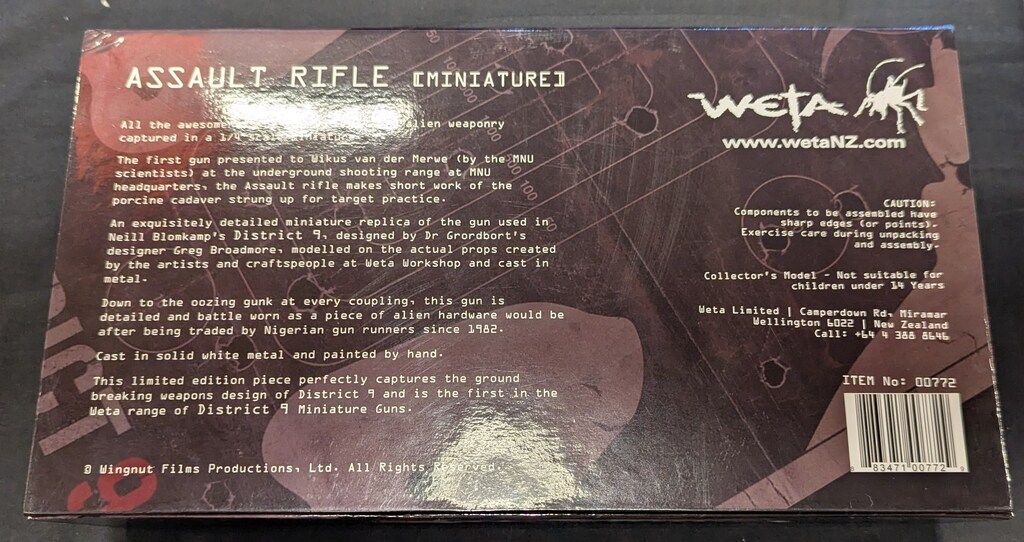 ASSAULT RIFLE [MINIATURE]
All the awesome alien weaponry
captured in a 1/4 scale miniature
The first gun presented to Wikus van der Merwe (by the MNU
scientists) at the underground shooting range at MNU
headquarters, the Assault rifle makes short work of the
porcine cadaver strung up for target practice.
An exquisitely detailed miniature replica of the gun used in
Neill Blomkamp's District 9, designed by Dr Grordbort's
designer Greg Broadmore, modelled on the actual props created
by the artists and craftspeople at Weta Workshop and cast in
metal.
Down to the oozing gunk at every coupling, this gun is
detailed and battle worn as a piece of alien hardware would be
after being traded by Nigerian gun runners since 1982.
Cast in solid white metal and painted by hand.
This limited edition piece perfectly captures the ground
breaking weapons design of District 9 and is the first in the
Weta range of District 9 Miniature Guns.
© Wingnut Films Productions, Ltd. All Rights Reserved.
WETA
www.wetaNZ.com
CAUTION:
Components to be assembled have
sharp edges (or points).
Exercise care during unpacking
and assembly.
Collector's Model - Not suitable for
children under 14 Years
Weta Limited | Camperdown Rd, Miramar
Wellington 6022 | New Zealand
Call: +64 4 388 8646
ITEM No: 00772
83471 00772 9
50
100
100